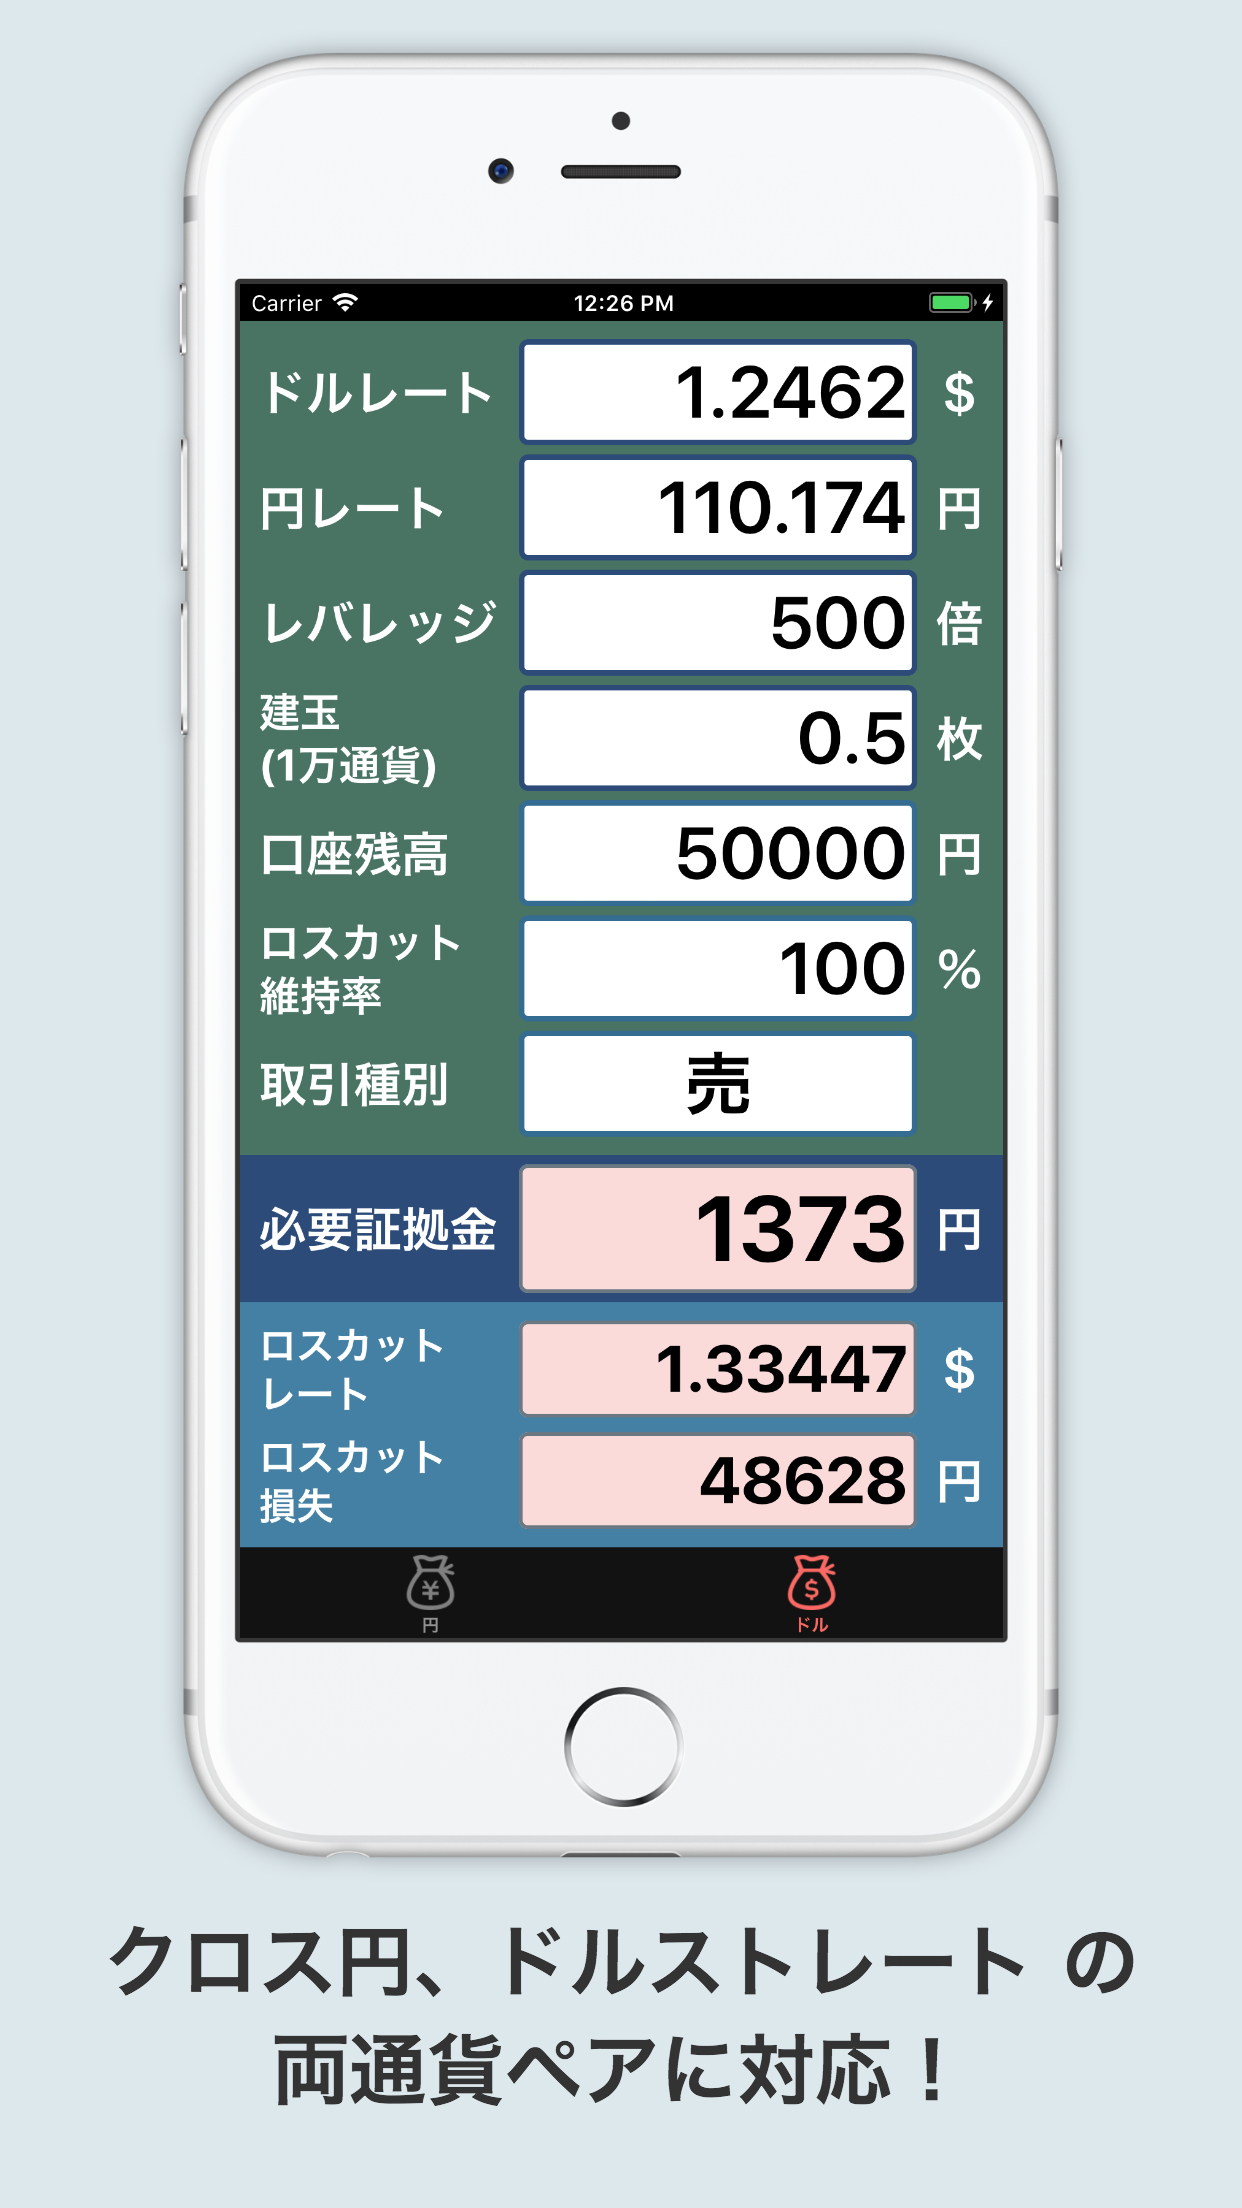 Carrier 12:26 PM
ドルレート 1.2462 $
円レート 110.174 円
レバレッジ 500 倍
建玉
(1万通貨) 0.5 枚
口座残高 50000 円
ロスカット
維持率 100 %
取引種別 売
必要証拠金 1373 円
ロスカット
レート 1.33447 $
ロスカット
損失 48628 円
¥ $
円 ドル
クロス円、ドルストレート の
両通貨ペアに対応！